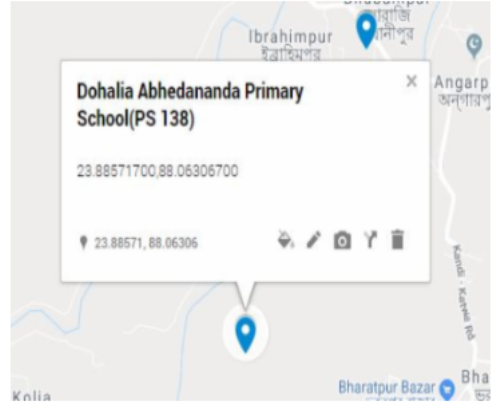 Ibrahimpur
ইব্রাহিমপুর
Angarp
অন্গারপু
Dohalia Abhedananda Primary
School(PS 138)
23.88571700,88.06306700
23.88571, 88.06306
Kandi - Katwa Rd
Bharatpur Bazar
Bha
Kolia